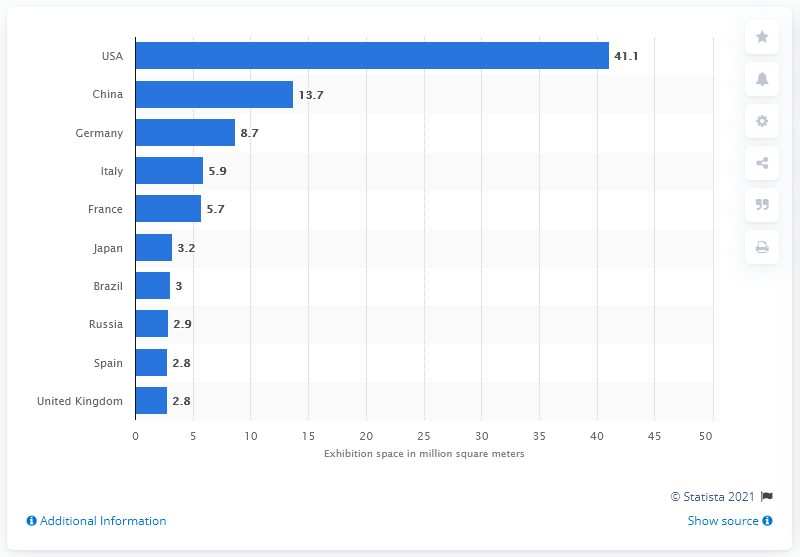 USA 41.1
China 13.7
Germany 8.7
Italy 5.9
France 5.7
Japan 3.2
Brazil 3
Russia 2.9
Spain 2.8
United Kingdom 2.8
0 5 10 15 20 25 30 35 40 45 50
Exhibition space in million square meters
© Statista 2021
Additional Information Show source